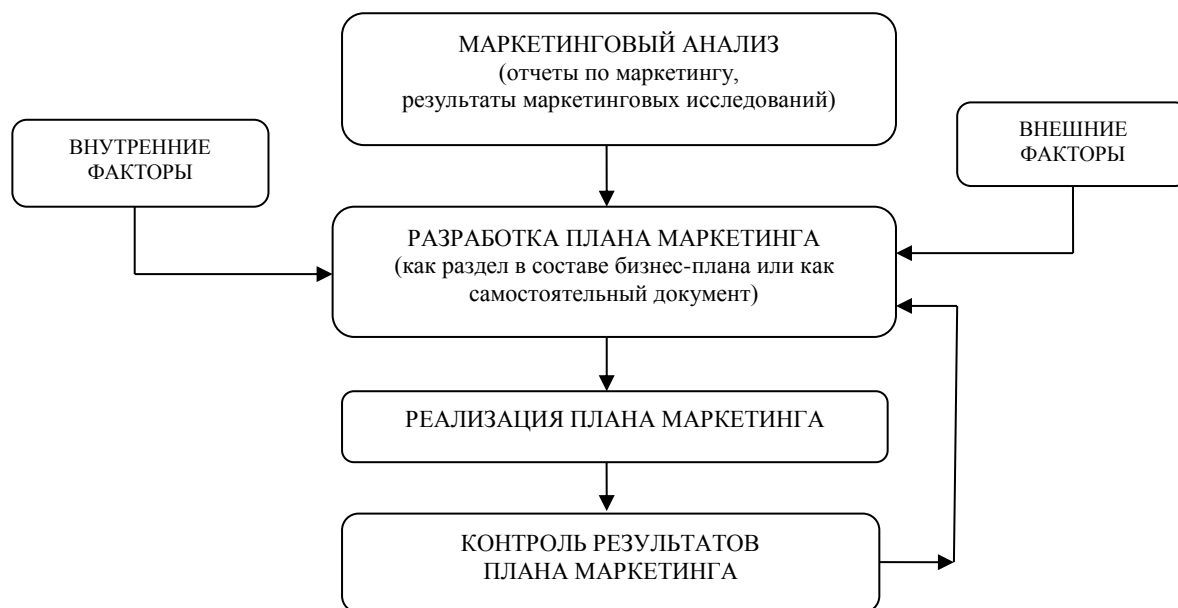 МАРКЕТИНГОВЫЙ АНАЛИЗ
(отчеты по маркетингу,
результаты маркетинговых исследований)
ВНУТРЕННИЕ
ФАКТОРЫ
ВНЕШНИЕ
ФАКТОРЫ
РАЗРАБОТКА ПЛАНА МАРКЕТИНГА
(как раздел в составе бизнес-плана или как
самостоятельный документ)
РЕАЛИЗАЦИЯ ПЛАНА МАРКЕТИНГА
КОНТРОЛЬ РЕЗУЛЬТАТОВ
ПЛАНА МАРКЕТИНГА